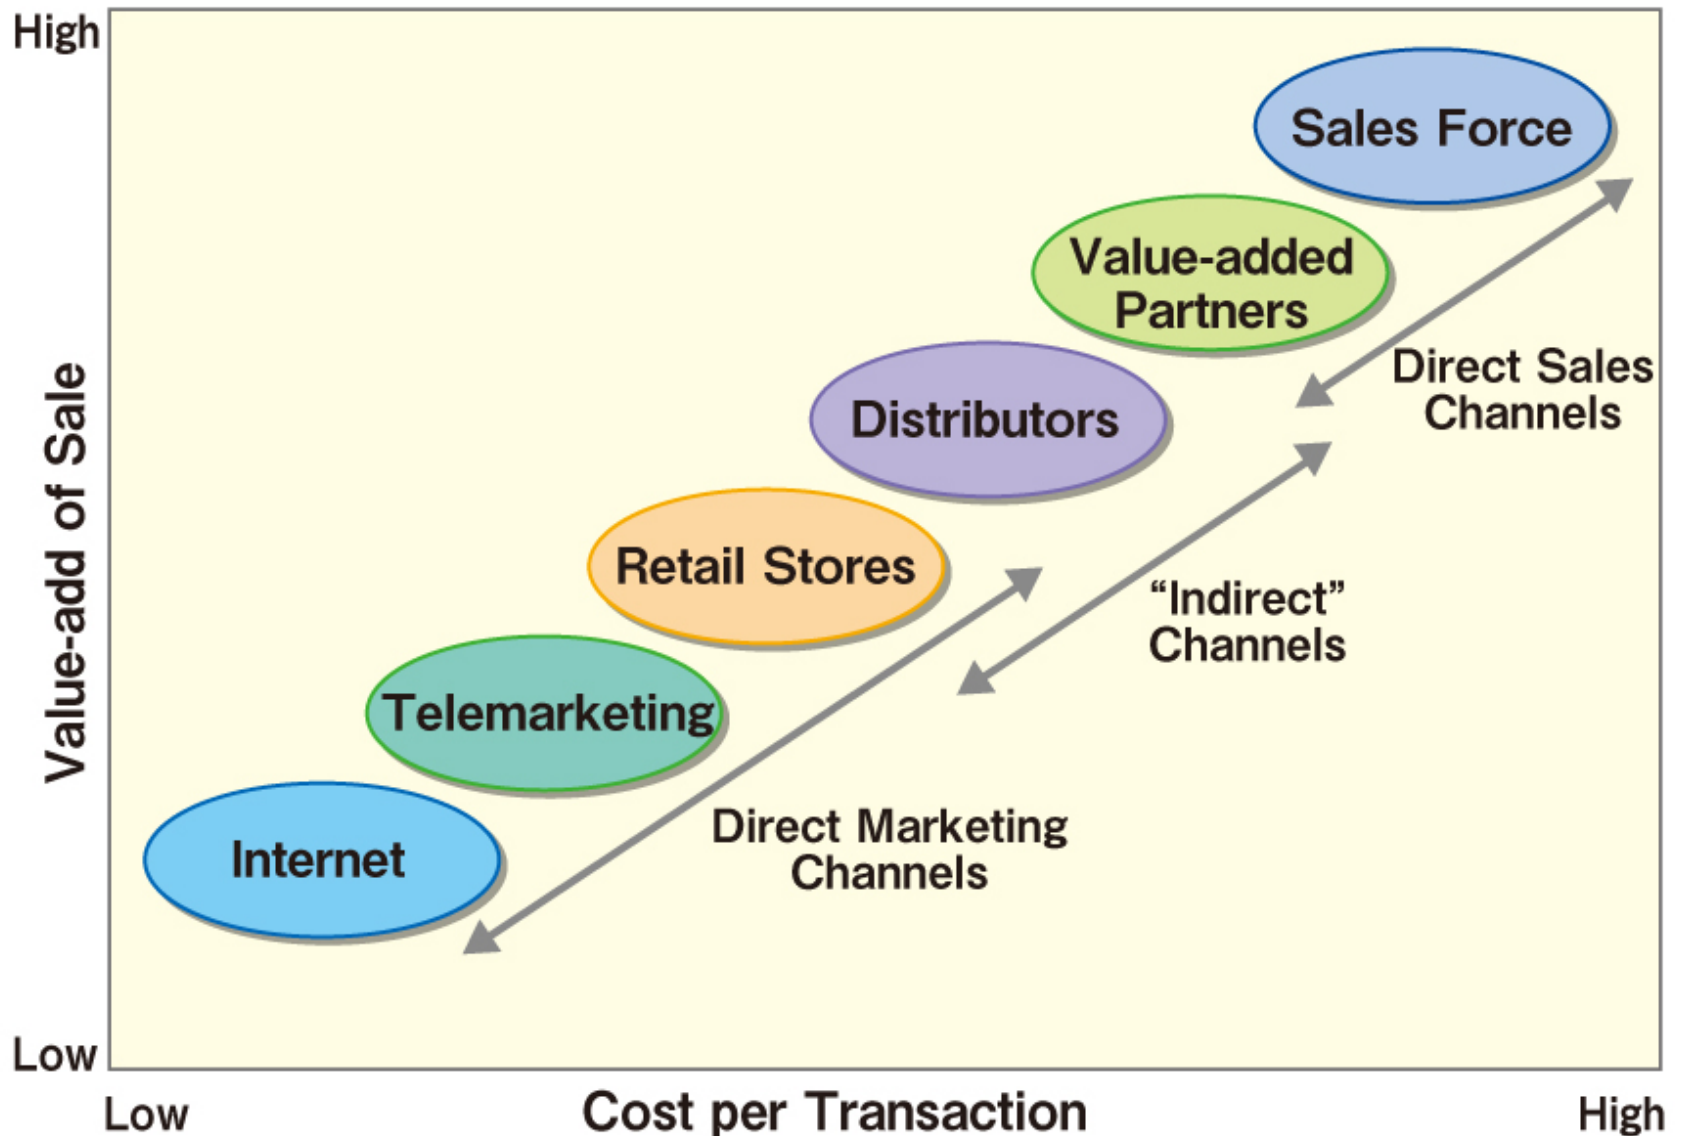 High
Sales Force
Value-added
Partners
Direct Sales
Channels
Distributors
Value-add of Sale
Retail Stores
“Indirect”
Channels
Telemarketing
Direct Marketing
Channels
Internet
Low
Low
Cost per Transaction
High